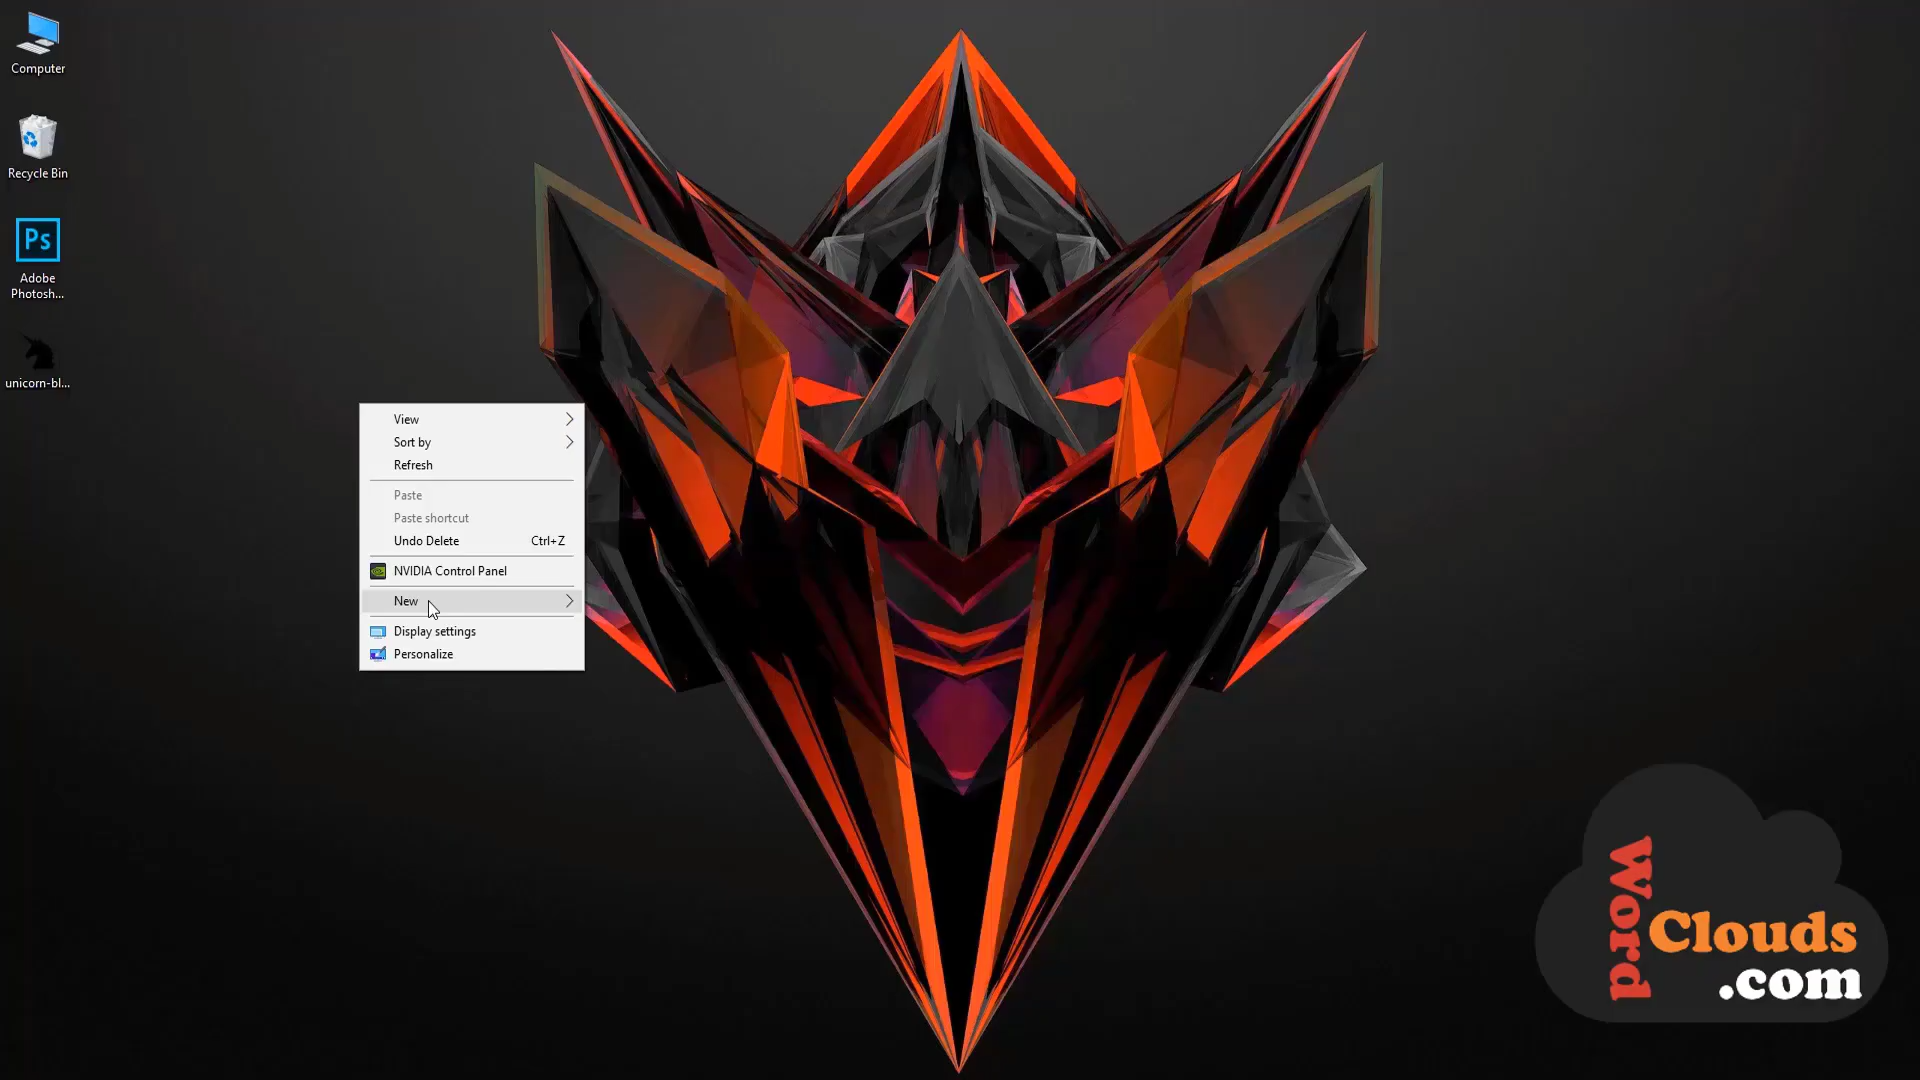 Computer
Recycle Bin
Ps
Adobe
Photosh...
unicorn-bl...
View
Sort by
Refresh
Paste
Paste shortcut
Undo Delete Ctrl+Z
NVIDIA Control Panel
New
Display settings
Personalize
Word
Clouds
.com